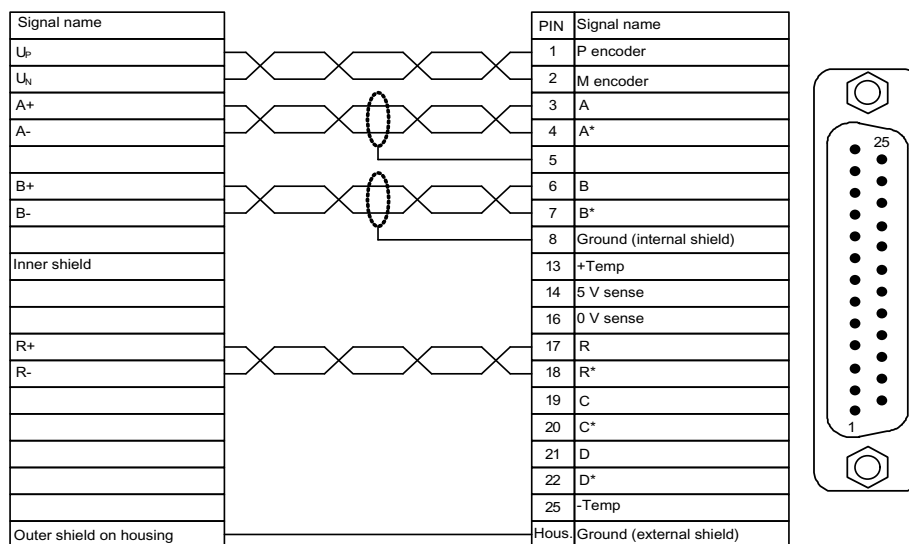 Signal name PIN Signal name
UP 1 P encoder
UN 2 M encoder
A+ 3 A
A- 4 A*
5
B+ 6 B
B- 7 B*
8 Ground (internal shield)
Inner shield 13 +Temp
14 5 V sense
16 0 V sense
R+ 17 R
R- 18 R*
19 C
20 C*
21 D
22 D*
25 -Temp
Outer shield on housing Hous. Ground (external shield)
25
1